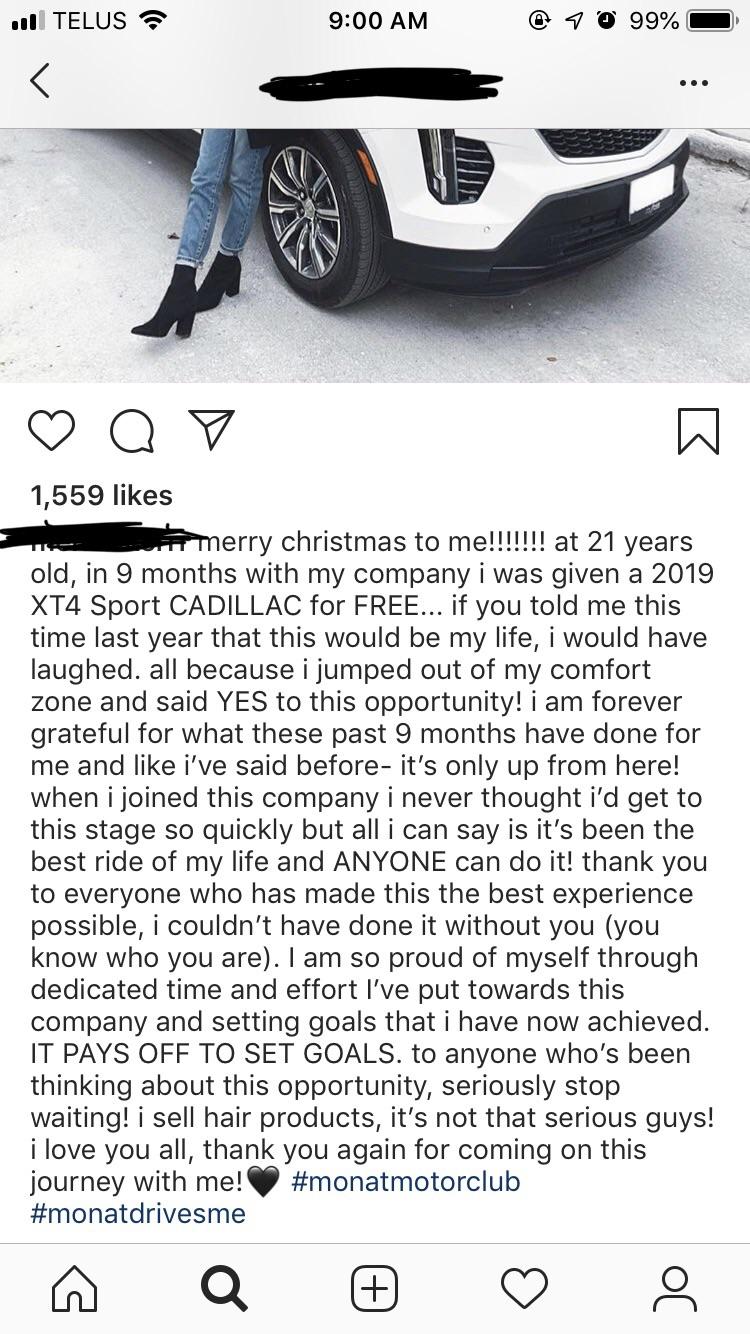 TELUS 9:00 AM 99%
1,559 likes
merry christmas to me!!!!!!! at 21 years
old, in 9 months with my company i was given a 2019
XT4 Sport CADILLAC for FREE... if you told me this
time last year that this would be my life, i would have
laughed. all because i jumped out of my comfort
zone and said YES to this opportunity! i am forever
grateful for what these past 9 months have done for
me and like i’ve said before- it’s only up from here!
when i joined this company i never thought i’d get to
this stage so quickly but all i can say is it’s been the
best ride of my life and ANYONE can do it! thank you
to everyone who has made this the best experience
possible, i couldn’t have done it without you (you
know who you are). I am so proud of myself through
dedicated time and effort I’ve put towards this
company and setting goals that i have now achieved.
IT PAYS OFF TO SET GOALS. to anyone who’s been
thinking about this opportunity, seriously stop
waiting! i sell hair products, it’s not that serious guys!
i love you all, thank you again for coming on this
journey with me!🖤 #monatmotorclub
#monatdrivesme